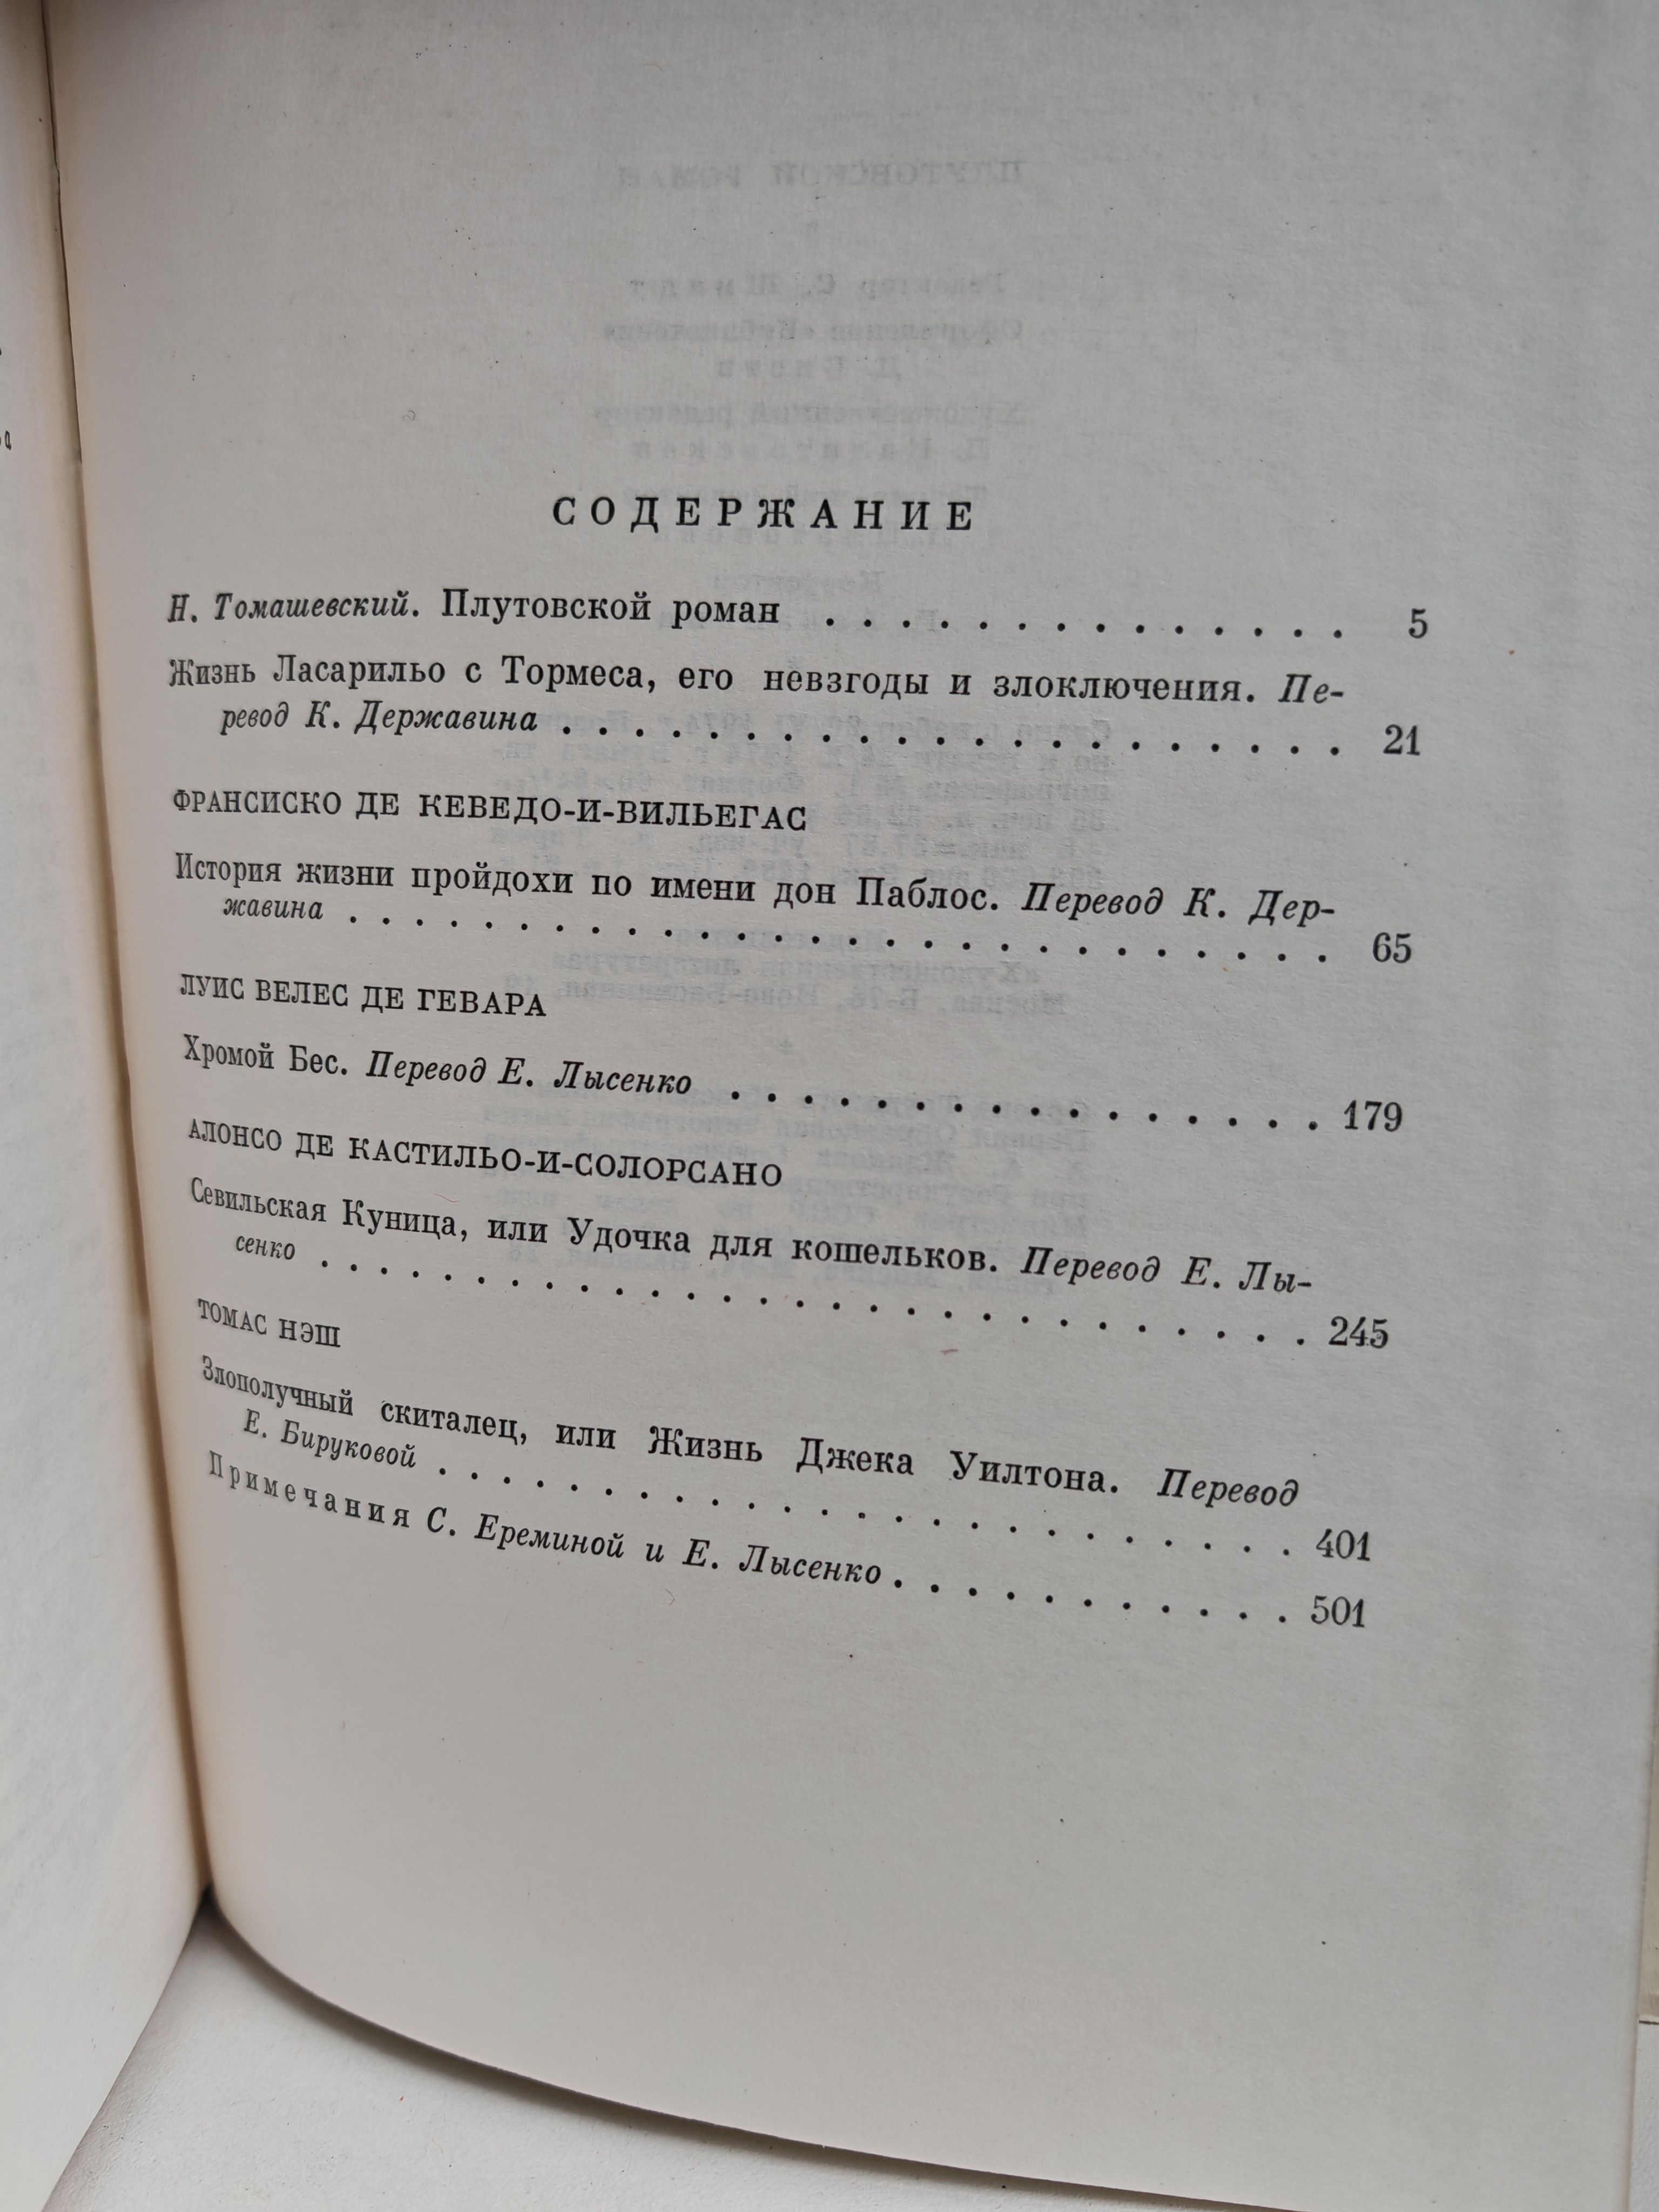 СОДЕРЖАНИЕ
Н. Томашевский. Плутовской роман . . . . . . . . . . . . . . 5
Жизнь Ласарильо с Тормеса, его невзгоды и злоключения. Пе-
ревод К. Державина . . . . . . . . . . . . . . . . . . . . . 21
ФРАНСИСКО ДЕ КЕВЕДО-И-ВИЛЬЕГАС
История жизни пройдохи по имени дон Паблос. Перевод К. Дер-
жавина . . . . . . . . . . . . . . . . . . . . . . . . . . . . . 65
ЛУИС ВЕЛЕС ДЕ ГЕВАРА
Хромой Бес. Перевод Е. Лысенко . . . . . . . . . . . . . . . . . 179
АЛОНСО ДЕ КАСТИЛЬО-И-СОЛОРСАНО
Севильская Куница, или Удочка для кошельков. Перевод Е. Лы-
сенко . . . . . . . . . . . . . . . . . . . . . . . . . . . . . 245
ТОМАС НЭШ
Злополучный скиталец, или Жизнь Джека Уилтона. Перевод
Е. Бируковой . . . . . . . . . . . . . . . . . . . . . . . . 401
Примечания С. Ереминой и Е. Лысенко . . . . . . . . . . . 501